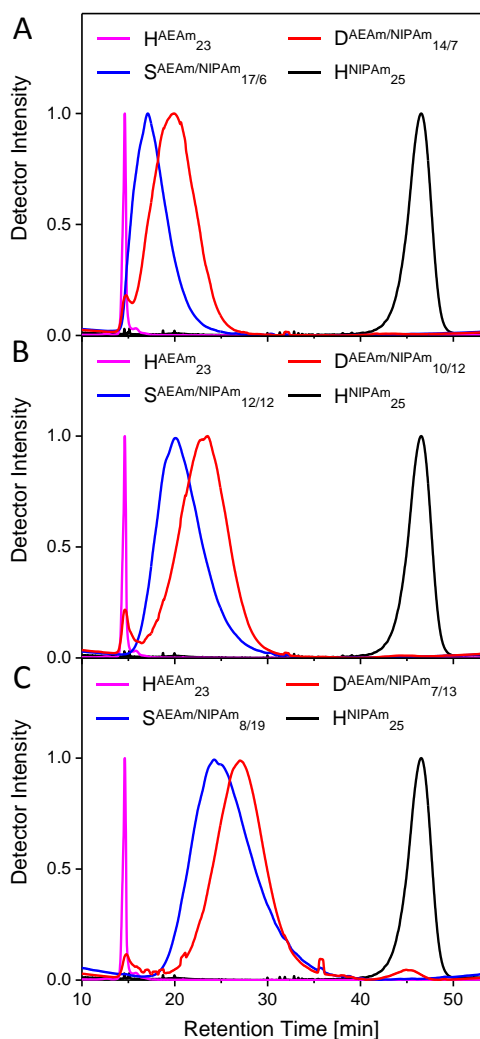 A
H^AEAm_23 D^AEAm/NIPAm_14/7
S^AEAm/NIPAm_17/6 H^NIPAm_25
Detector Intensity
1.0
0.5
0.0
B
H^AEAm_23 D^AEAm/NIPAm_10/12
S^AEAm/NIPAm_12/12 H^NIPAm_25
Detector Intensity
1.0
0.5
0.0
C
H^AEAm_23 D^AEAm/NIPAm_7/13
S^AEAm/NIPAm_8/19 H^NIPAm_25
Detector Intensity
1.0
0.5
0.0
10 20 30 40 50
Retention Time [min]